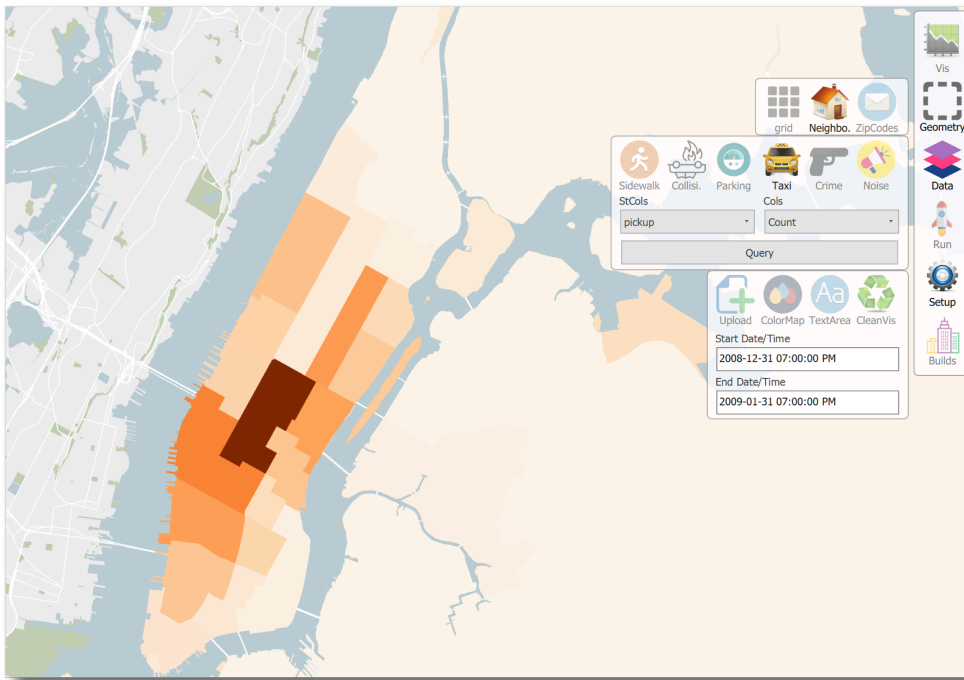 Vis
grid Neighbo. ZipCodes
Geometry
Sidewalk Collisi. Parking Taxi Crime Noise
Data
StCols Cols
pickup Count
Query
Run
Upload ColorMap TextArea CleanVis
Setup
Start Date/Time
2008-12-31 07:00:00 PM
Builds
End Date/Time
2009-01-31 07:00:00 PM